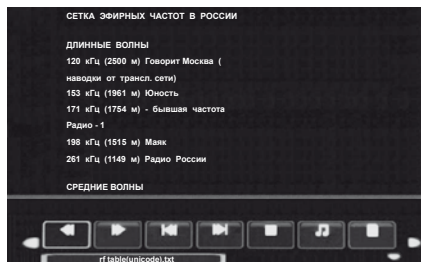 СЕТКА ЭФИРНЫХ ЧАСТОТ В РОССИИ
ДЛИННЫЕ ВОЛНЫ
120 кГц (2500 м) Говорит Москва (
наводки от трансл. сети)
153 кГц (1961 м) Юность
171 кГц (1754 м) - бывшая частота
Радио - 1
198 кГц (1515 м) Маяк
261 кГц (1149 м) Радио России
СРЕДНИЕ ВОЛНЫ
rf table(unicode).txt